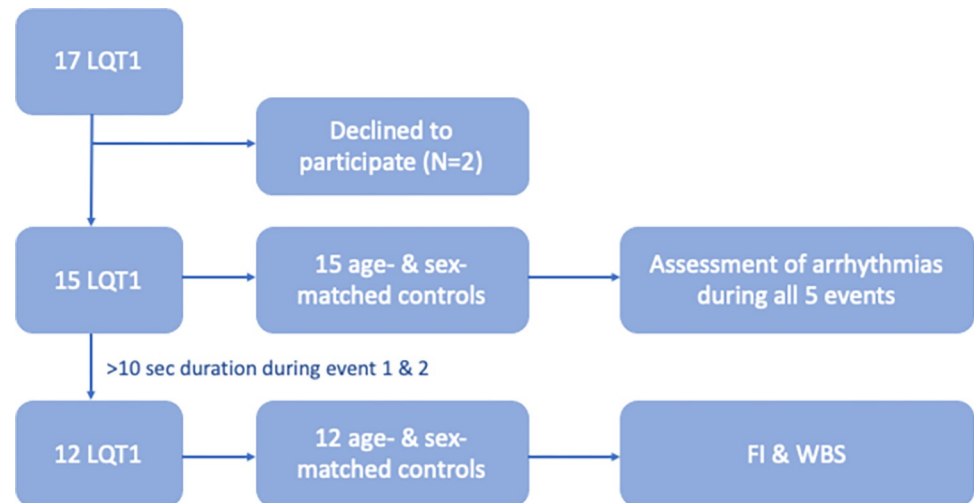 17 LQT1
Declined to
participate (N=2)
15 LQT1
15 age- & sex-
matched controls
Assessment of arrhythmias
during all 5 events
>10 sec duration during event 1 & 2
12 LQT1
12 age- & sex-
matched controls
FI & WBS